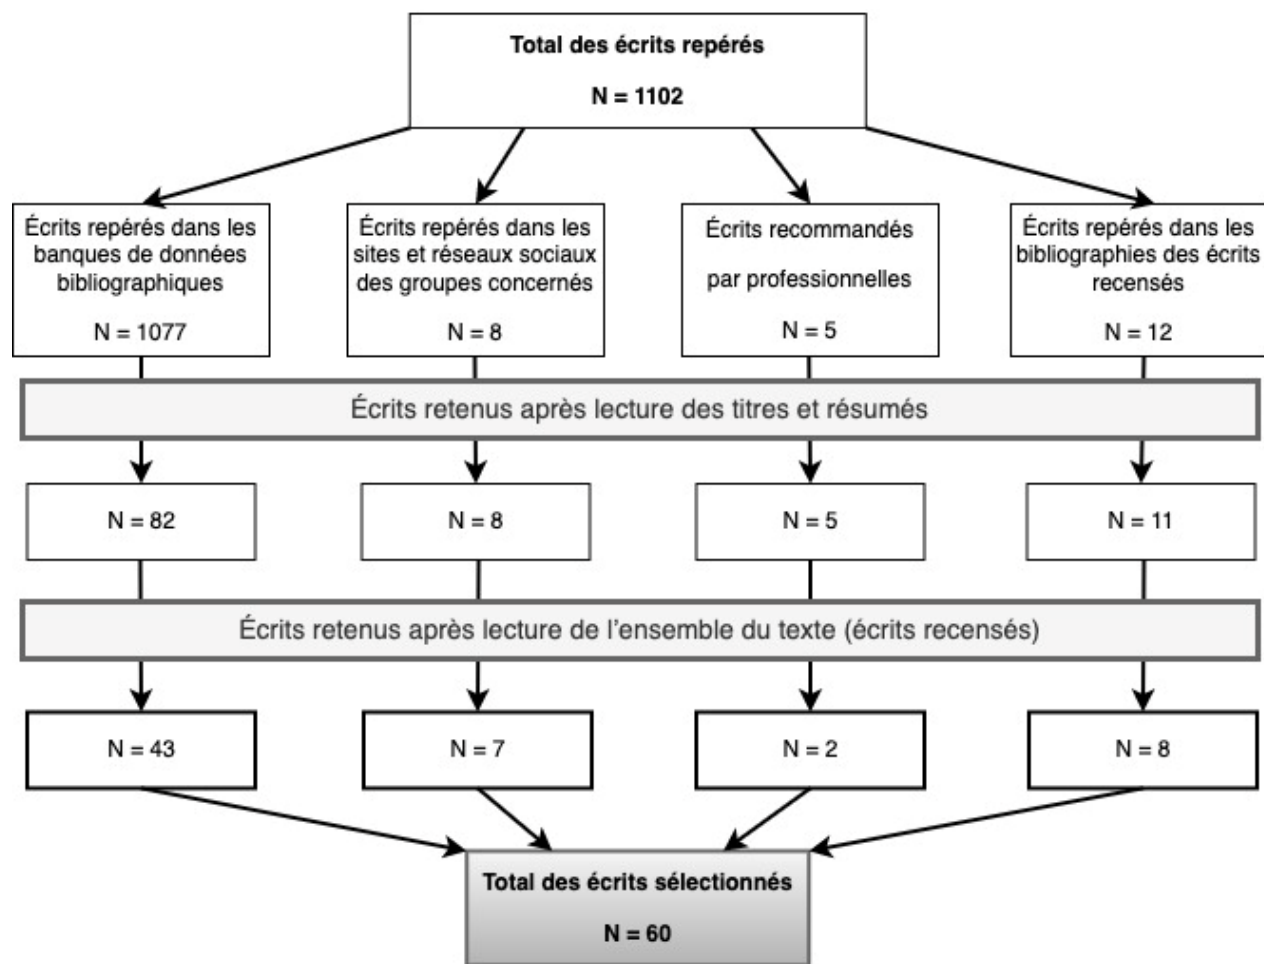 Total des écrits repérés
N = 1102
Écrits repérés dans les
banques de données
bibliographiques
N = 1077
Écrits repérés dans les
sites et réseaux sociaux
des groupes concernés
N = 8
Écrits recommandés
par professionnelles
N = 5
Écrits repérés dans les
bibliographies des écrits
recensés
N = 12
Écrits retenus après lecture des titres et résumés
N = 82
N = 8
N = 5
N = 11
Écrits retenus après lecture de l'ensemble du texte (écrits recensés)
N = 43
N = 7
N = 2
N = 8
Total des écrits sélectionnés
N = 60